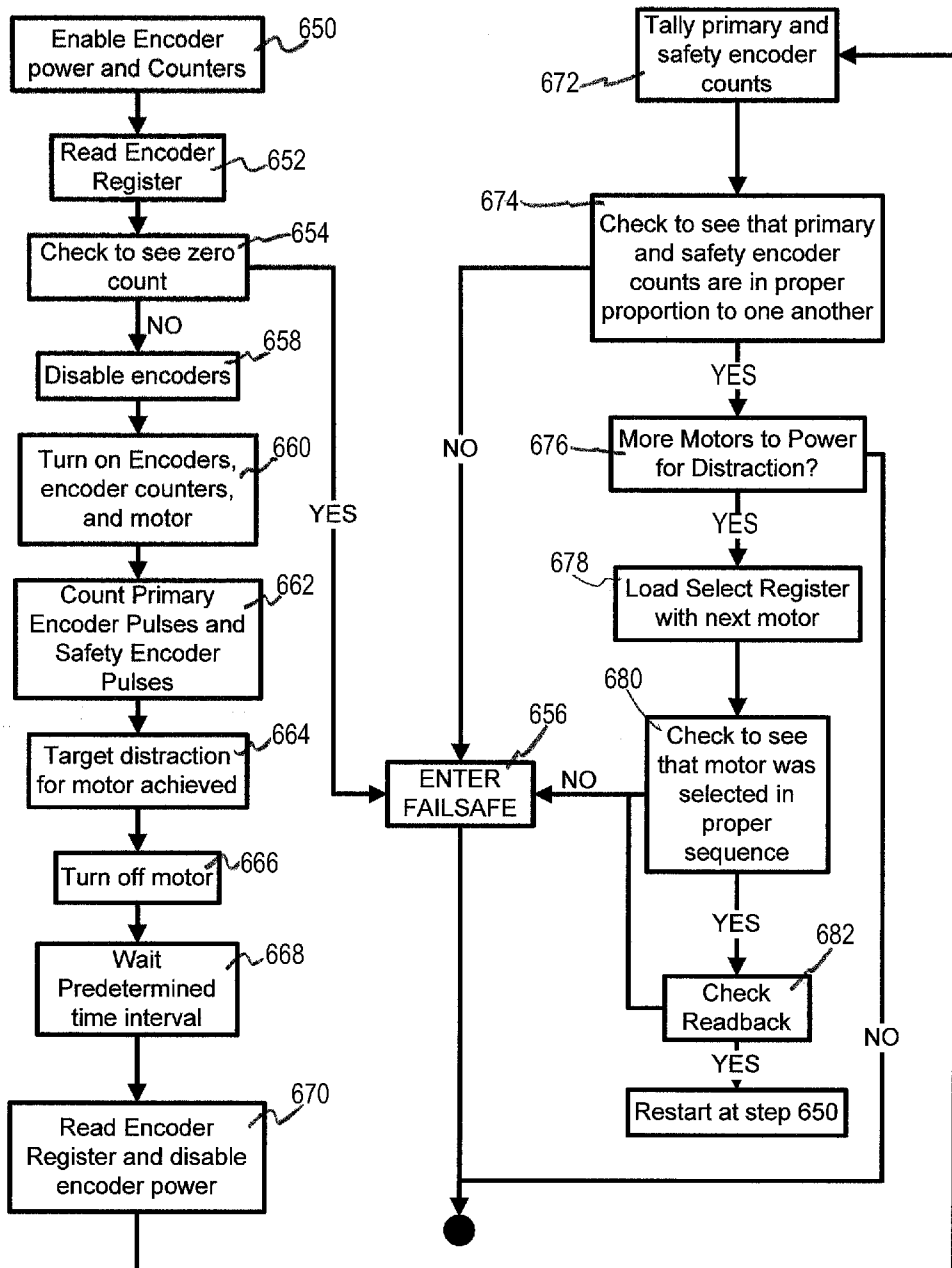 Enable Encoder
power and Counters
650
Read Encoder
Register
652
Check to see zero
count
654
NO
YES
Disable encoders
658
Turn on Encoders,
encoder counters,
and motor
660
Count Primary
Encoder Pulses and
Safety Encoder
Pulses
662
Target distraction
for motor achieved
664
Turn off motor
666
Wait
Predetermined
time interval
668
Read Encoder
Register and disable
encoder power
670
ENTER
FAILSAFE
656
Tally primary and
safety encoder
counts
672
674
Check to see that primary
and safety encoder
counts are in proper
proportion to one another
NO
YES
676
More Motors to Power
for Distraction?
YES
NO
678
Load Select Register
with next motor
680
Check to see
that motor was
selected in
proper
sequence
NO
YES
682
Check
Readback
YES
Restart at step 650